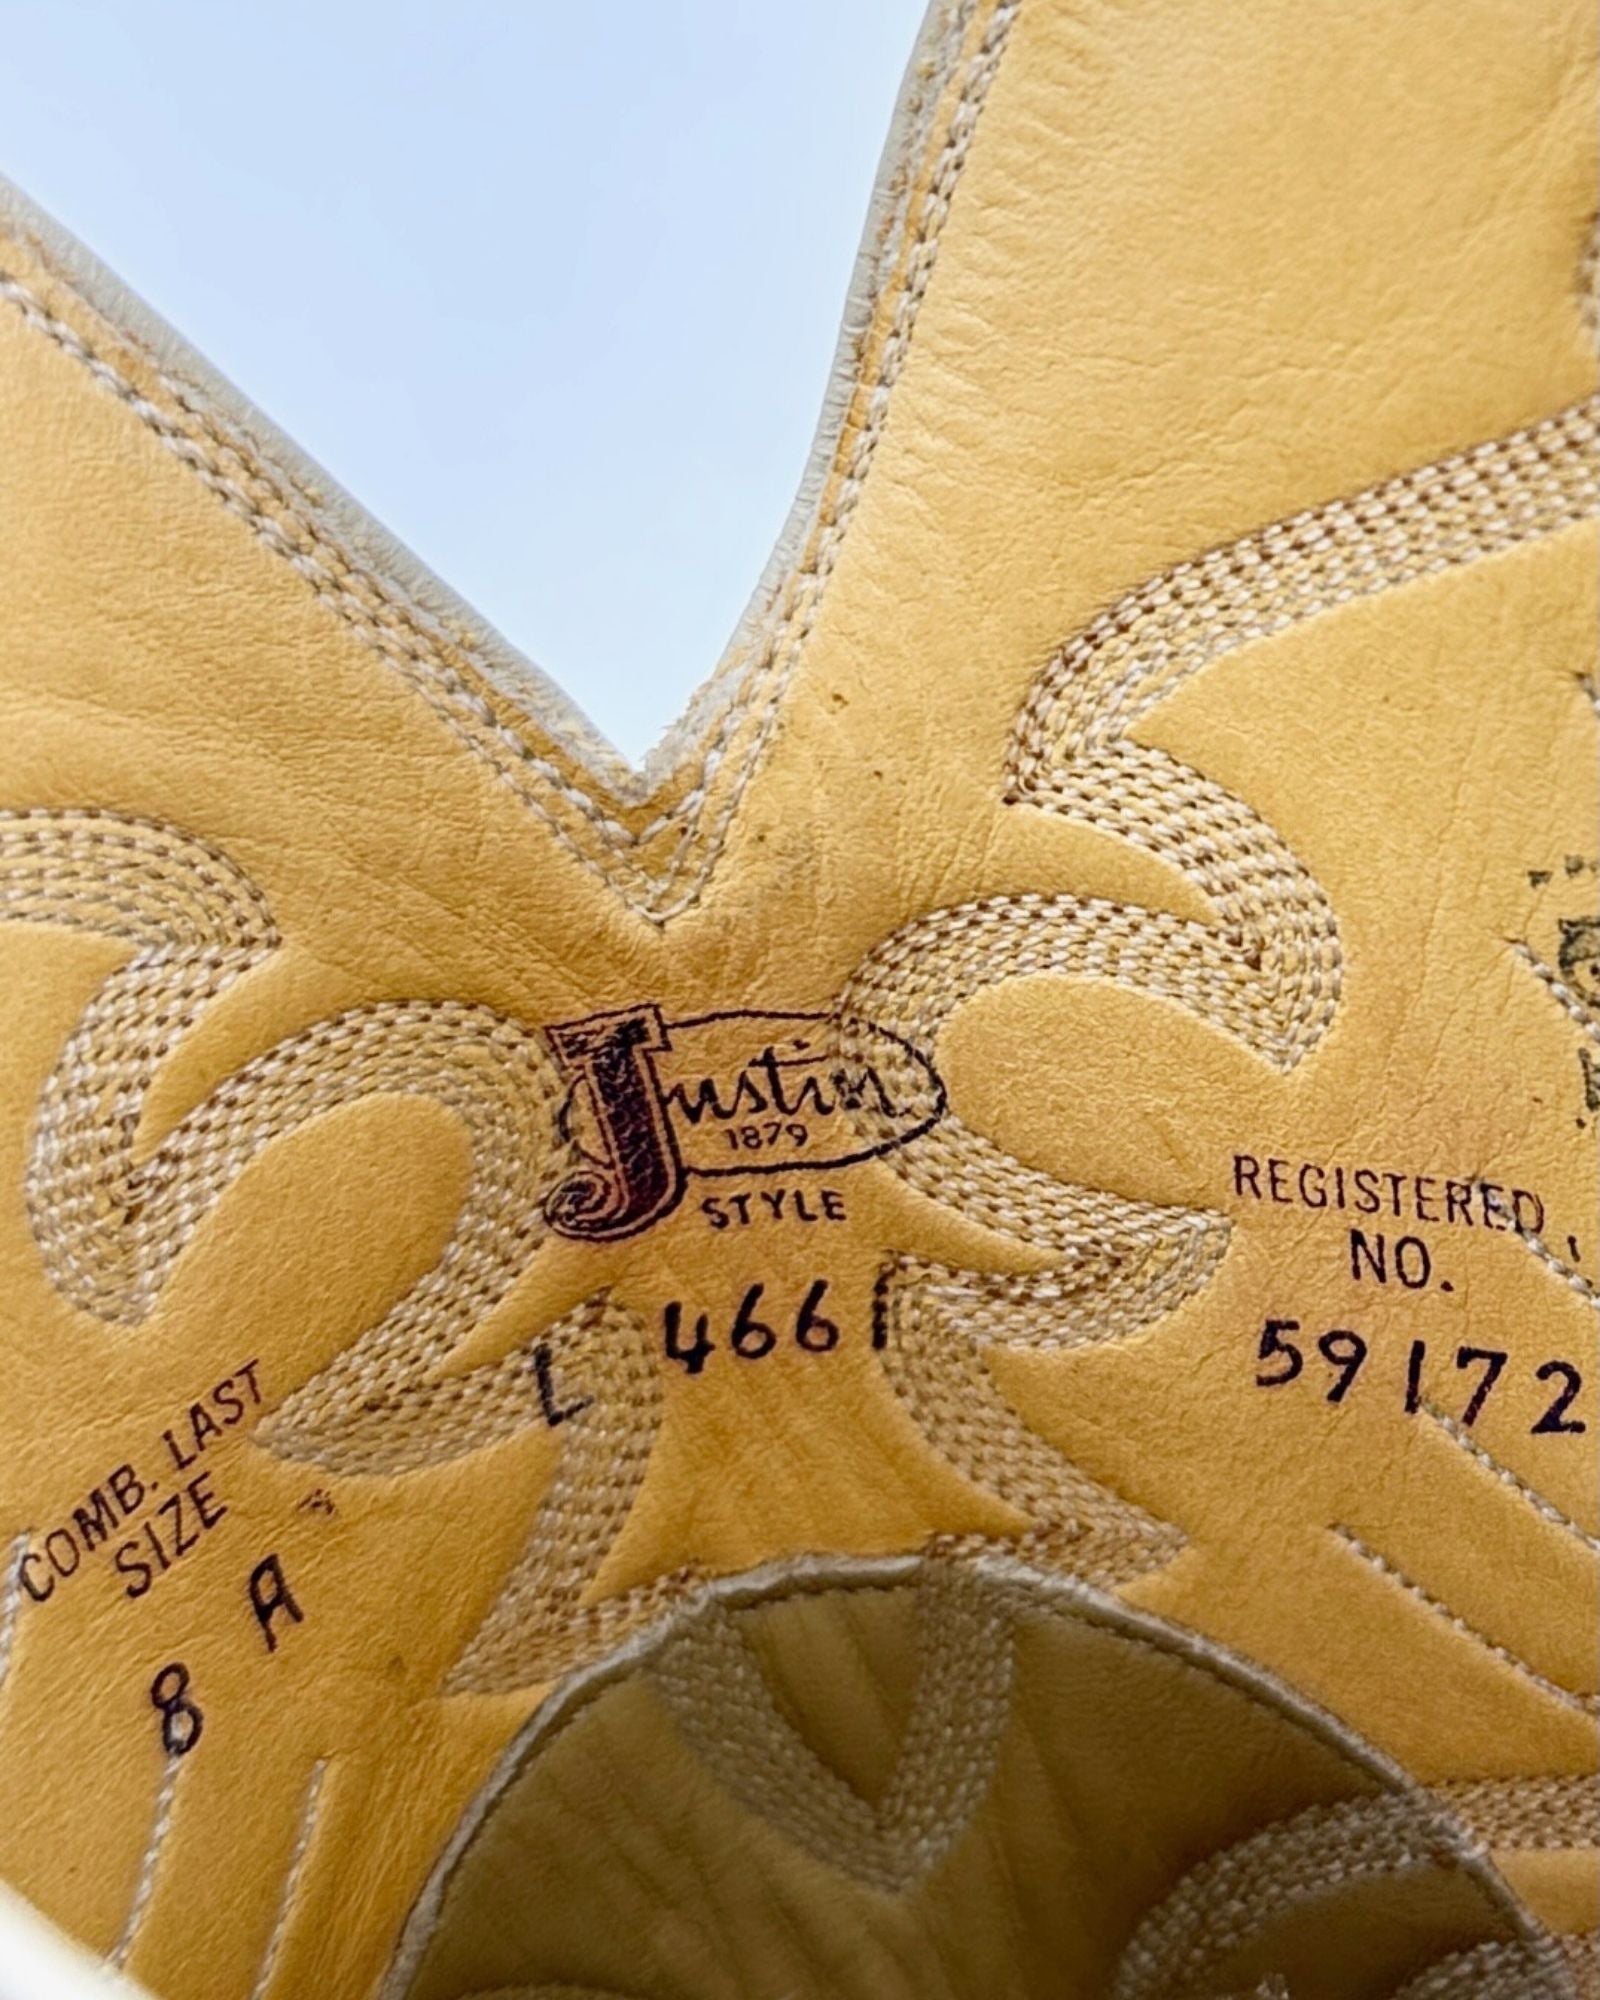 Justin
1879
STYLE
L 4661
COMB. LAST
SIZE
A
8
REGISTERED
NO.
59172